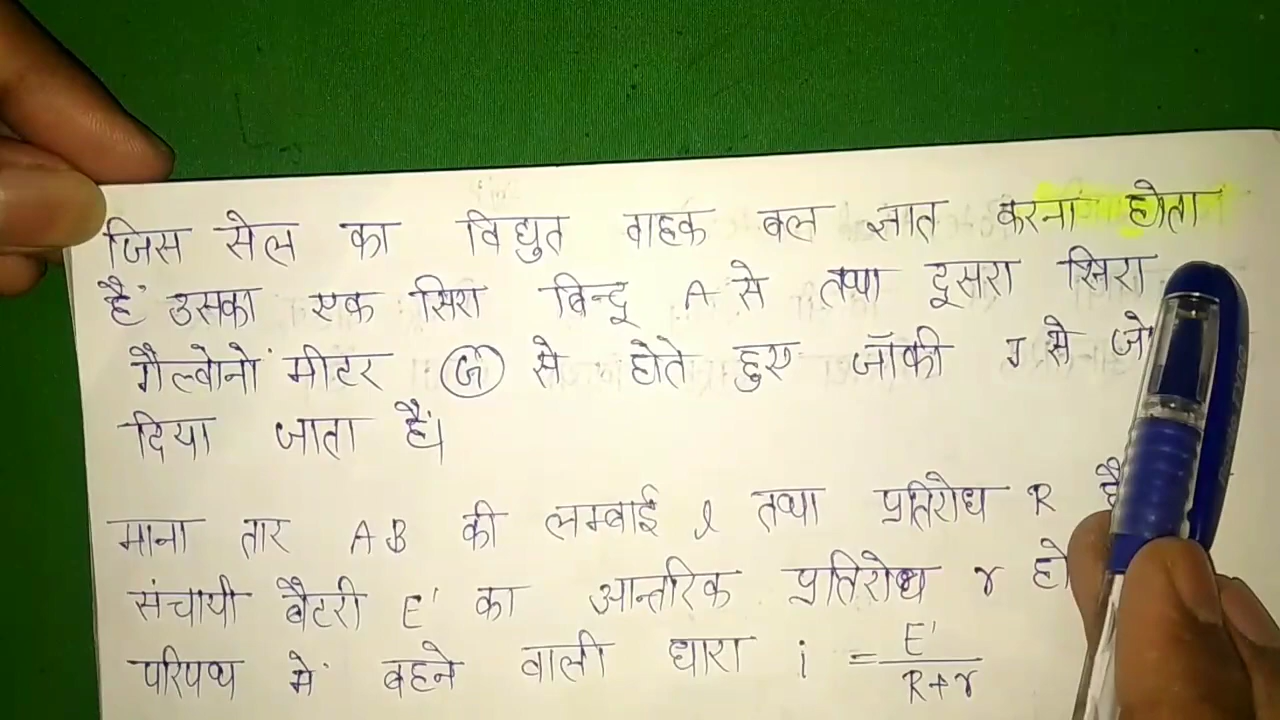 जिस सेल का विद्युत वाहक बल ज्ञात करना होता
है उसका एक सिरा बिन्दू A से तथा दूसरा सिरा
गैल्वेनों मीटर G से होते हुए जॉकी J से
दिया जाता है।
माना तार AB की लम्बाई l तथा प्रतिरोध R है
संचायी बैटरी E' का आन्तरिक प्रतिरोध r हो
परिपथ में बहने वाली धारा i = E'/R+r